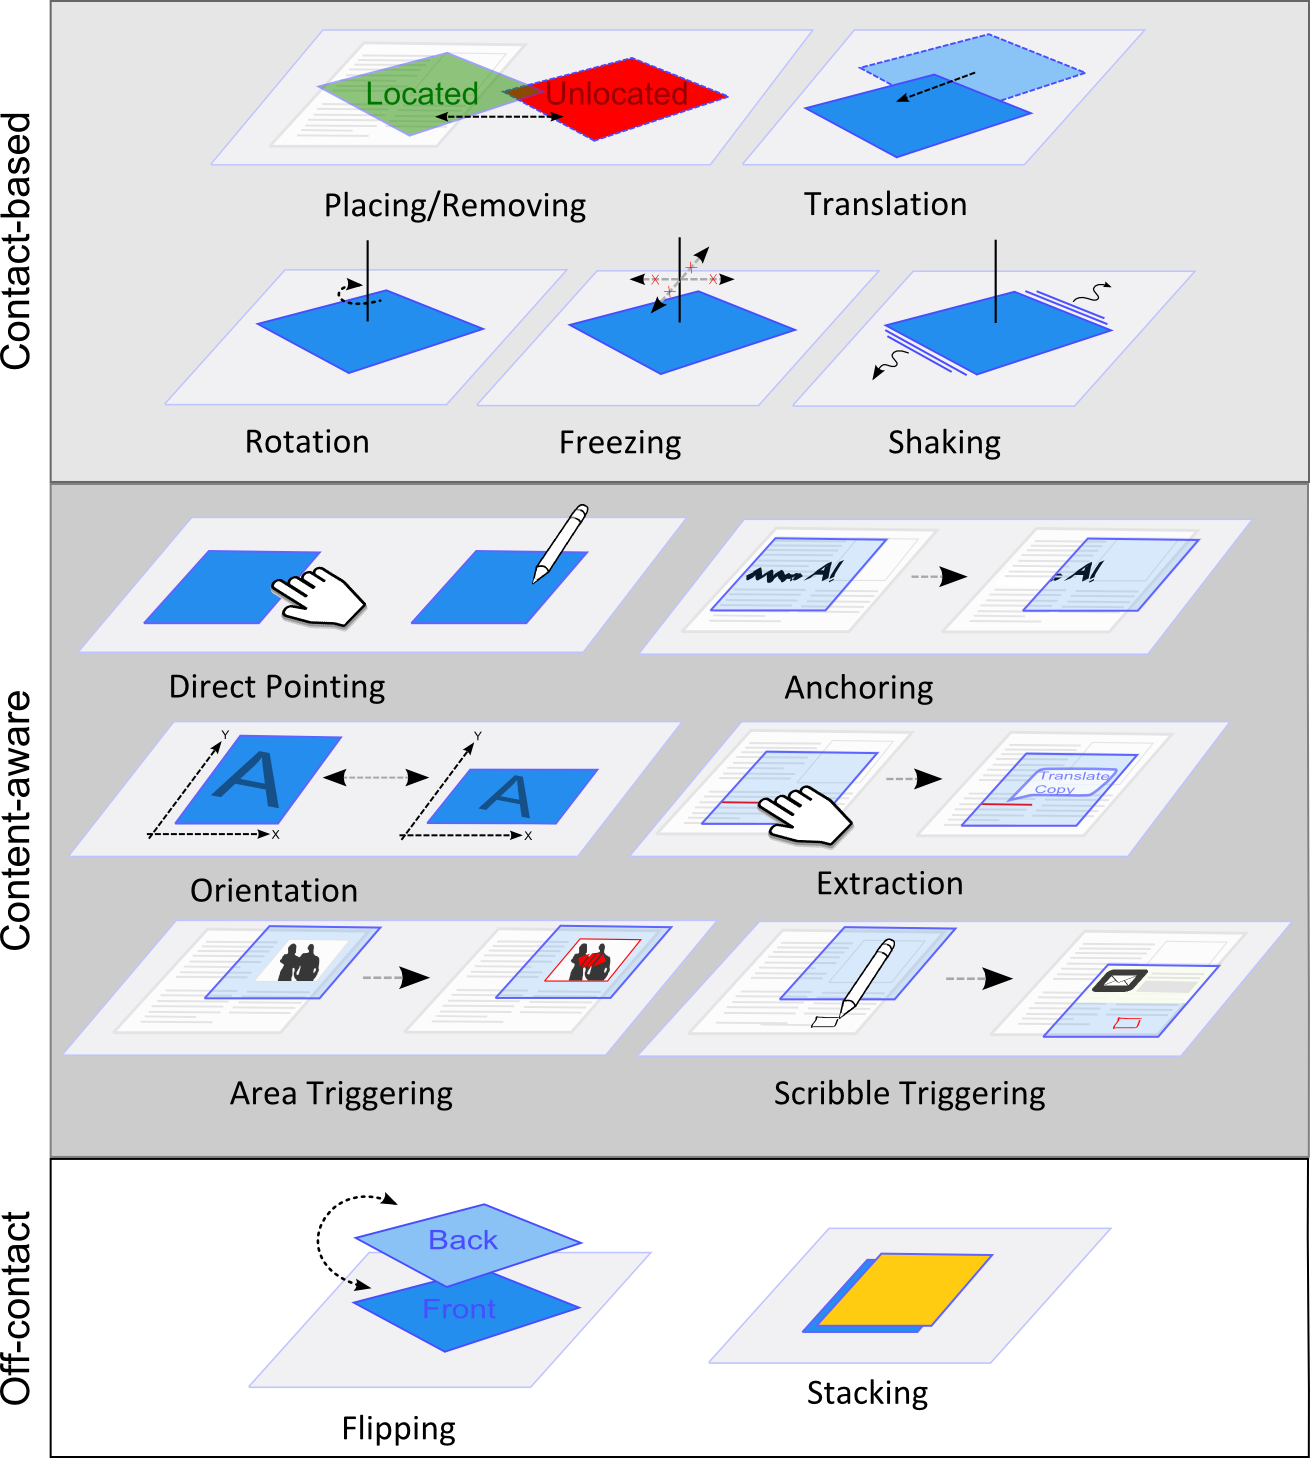 Contact-based
Located
Unlocated
Placing/Removing
Translation
Rotation
Freezing
Shaking
Content-aware
A!
A!
Direct Pointing
Anchoring
Y
A
X
Y
A
X
Translate
Copy
Orientation
Extraction
Area Triggering
Scribble Triggering
Off-contact
Back
Front
Flipping
Stacking